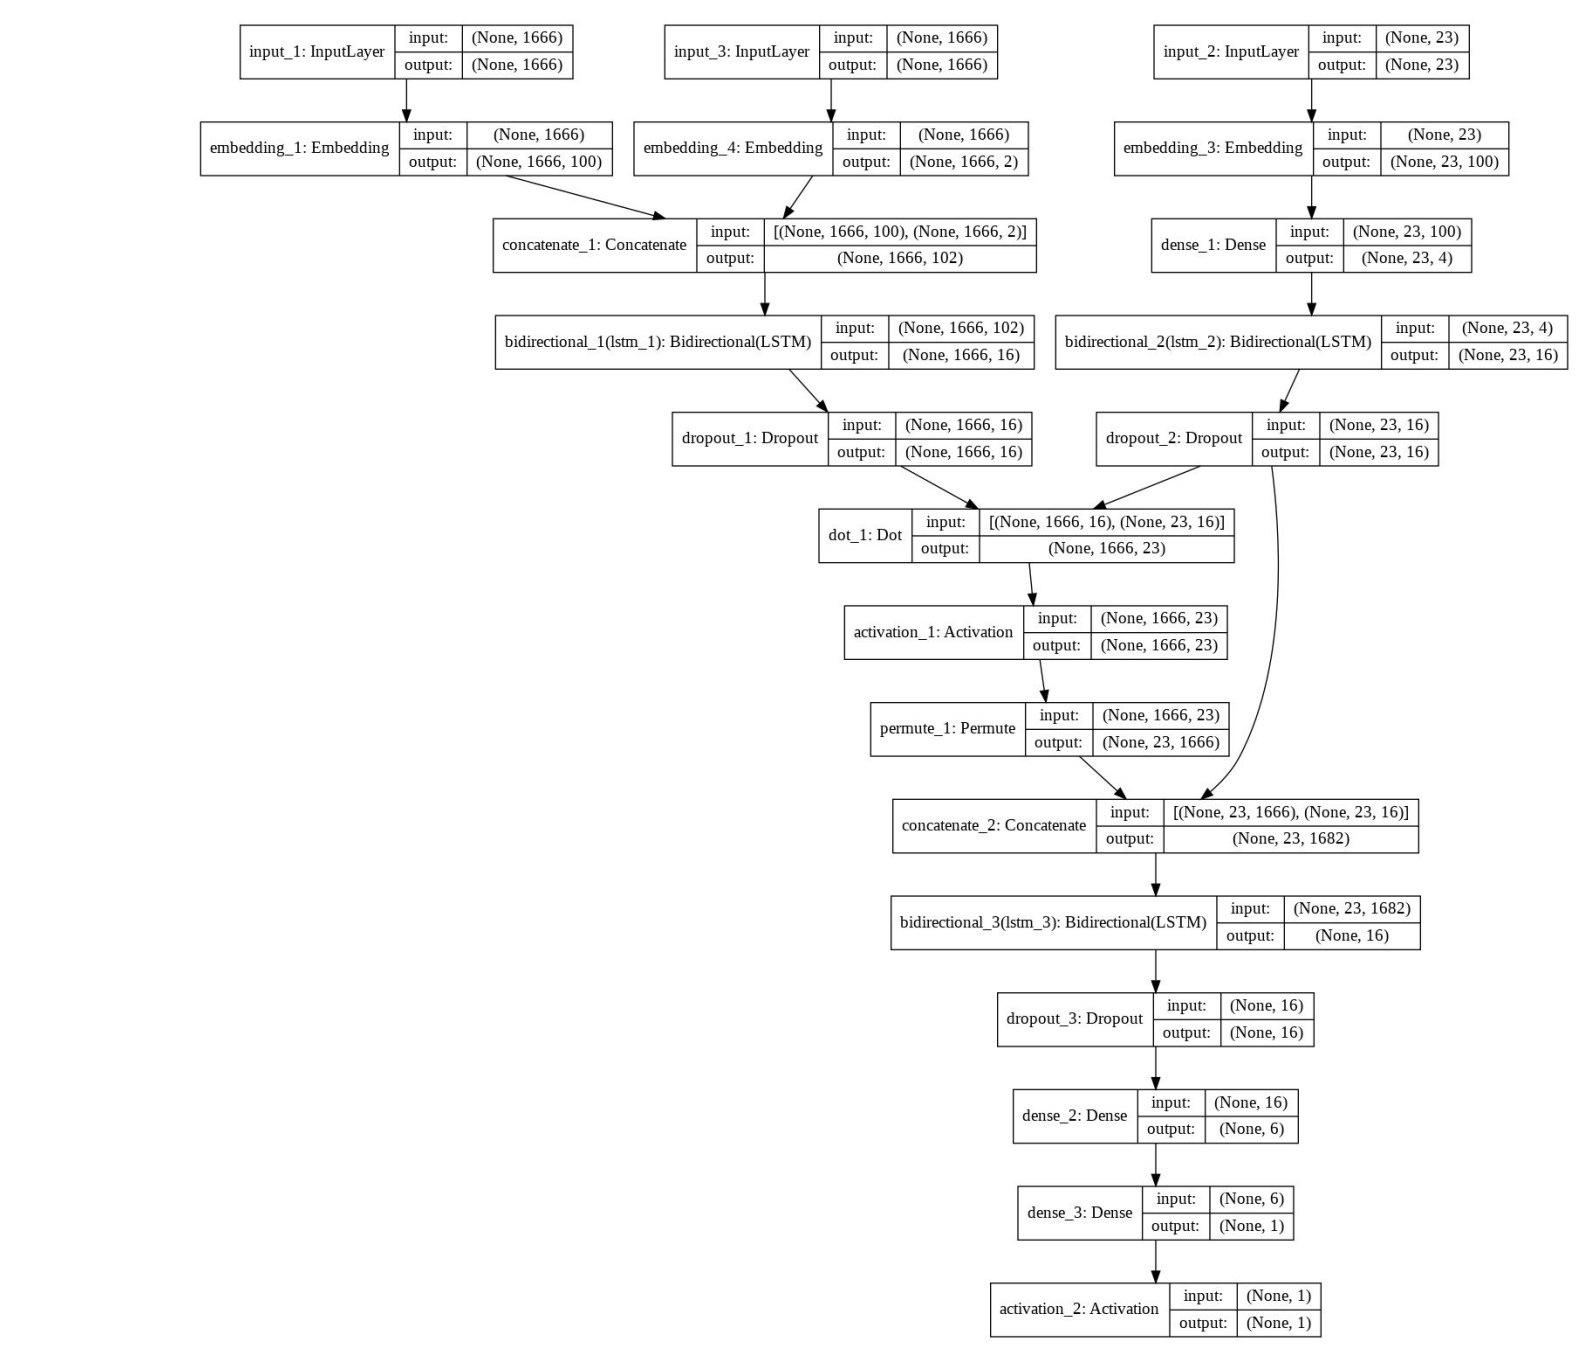 input_1: InputLayer input: (None, 1666)
output: (None, 1666)
input_3: InputLayer input: (None, 1666)
output: (None, 1666)
input_2: InputLayer input: (None, 23)
output: (None, 23)
embedding_1: Embedding input: (None, 1666)
output: (None, 1666, 100)
embedding_4: Embedding input: (None, 1666)
output: (None, 1666, 2)
embedding_3: Embedding input: (None, 23)
output: (None, 23, 100)
concatenate_1: Concatenate input: [(None, 1666, 100), (None, 1666, 2)]
output: (None, 1666, 102)
dense_1: Dense input: (None, 23, 100)
output: (None, 23, 4)
bidirectional_1(lstm_1): Bidirectional(LSTM) input: (None, 1666, 102)
output: (None, 1666, 16)
bidirectional_2(lstm_2): Bidirectional(LSTM) input: (None, 23, 4)
output: (None, 23, 16)
dropout_1: Dropout input: (None, 1666, 16)
output: (None, 1666, 16)
dropout_2: Dropout input: (None, 23, 16)
output: (None, 23, 16)
dot_1: Dot input: [(None, 1666, 16), (None, 23, 16)]
output: (None, 1666, 23)
activation_1: Activation input: (None, 1666, 23)
output: (None, 1666, 23)
permute_1: Permute input: (None, 1666, 23)
output: (None, 23, 1666)
concatenate_2: Concatenate input: [(None, 23, 1666), (None, 23, 16)]
output: (None, 23, 1682)
bidirectional_3(lstm_3): Bidirectional(LSTM) input: (None, 23, 1682)
output: (None, 16)
dropout_3: Dropout input: (None, 16)
output: (None, 16)
dense_2: Dense input: (None, 16)
output: (None, 6)
dense_3: Dense input: (None, 6)
output: (None, 1)
activation_2: Activation input: (None, 1)
output: (None, 1)